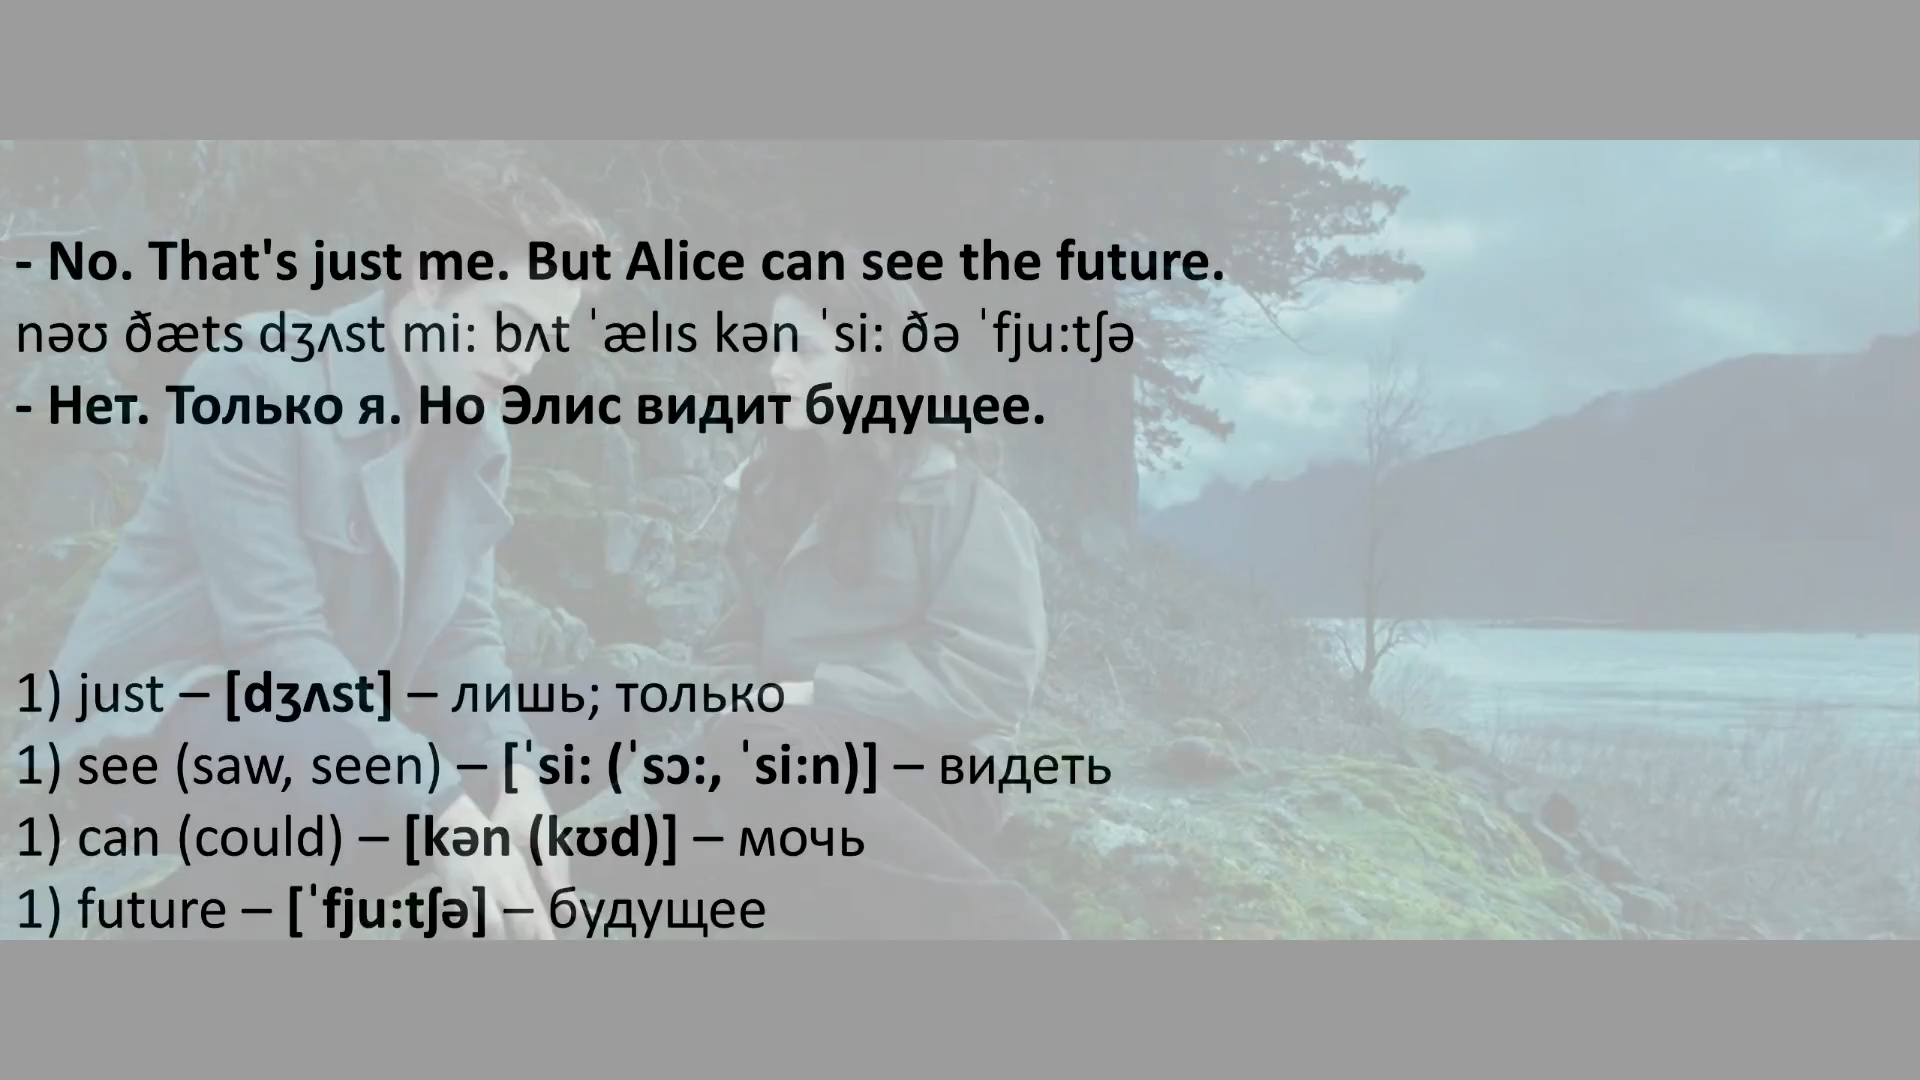 - No. That's just me. But Alice can see the future.
nəʊ ðæts dʒʌst mi: bʌt ˈælɪs kən ˈsi: ðə ˈfju:tʃə
- Нет. Только я. Но Элис видит будущее.
1) just – [dʒʌst] – лишь; только
1) see (saw, seen) – [ˈsi: (ˈsɔ:, ˈsi:n)] – видеть
1) can (could) – [kən (kʊd)] – мочь
1) future – [ˈfju:tʃə] – будущее